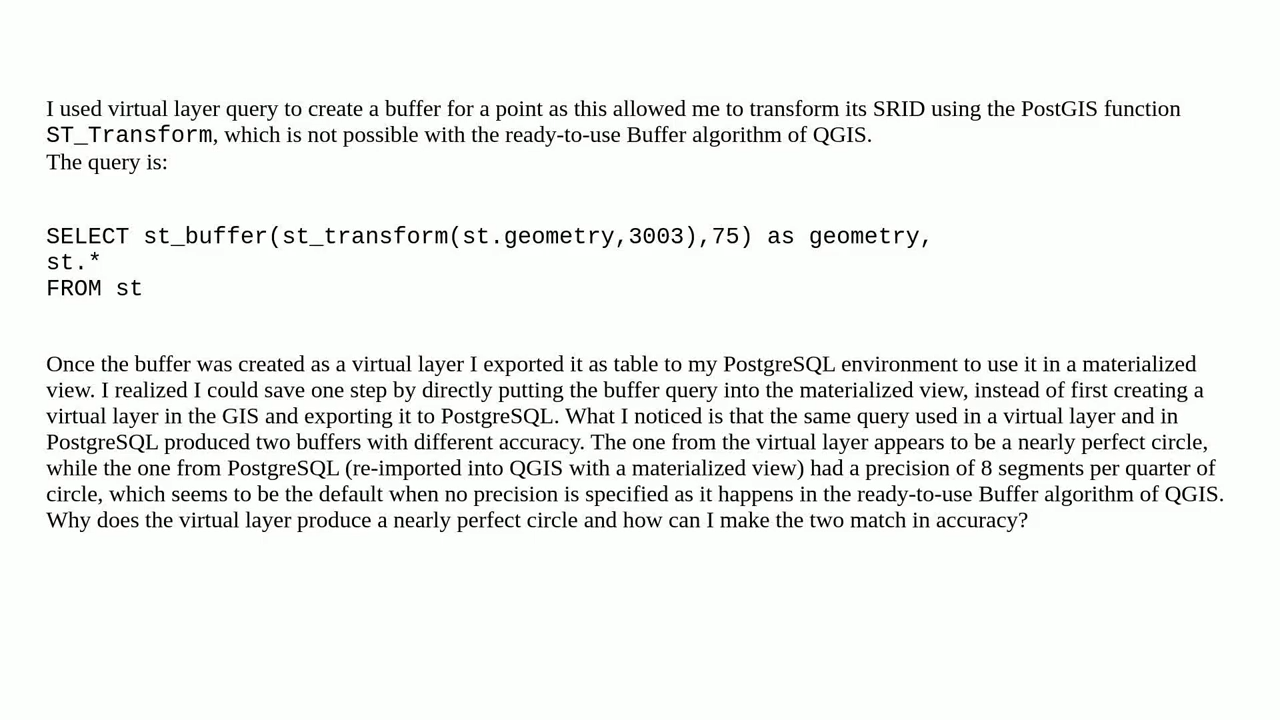 I used virtual layer query to create a buffer for a point as this allowed me to transform its SRID using the PostGIS function
ST_Transform, which is not possible with the ready-to-use Buffer algorithm of QGIS.
The query is:
SELECT st_buffer(st_transform(st.geometry,3003),75) as geometry,
st.*
FROM st
Once the buffer was created as a virtual layer I exported it as table to my PostgreSQL environment to use it in a materialized
view. I realized I could save one step by directly putting the buffer query into the materialized view, instead of first creating a
virtual layer in the GIS and exporting it to PostgreSQL. What I noticed is that the same query used in a virtual layer and in
PostgreSQL produced two buffers with different accuracy. The one from the virtual layer appears to be a nearly perfect circle,
while the one from PostgreSQL (re-imported into QGIS with a materialized view) had a precision of 8 segments per quarter of
circle, which seems to be the default when no precision is specified as it happens in the ready-to-use Buffer algorithm of QGIS.
Why does the virtual layer produce a nearly perfect circle and how can I make the two match in accuracy?